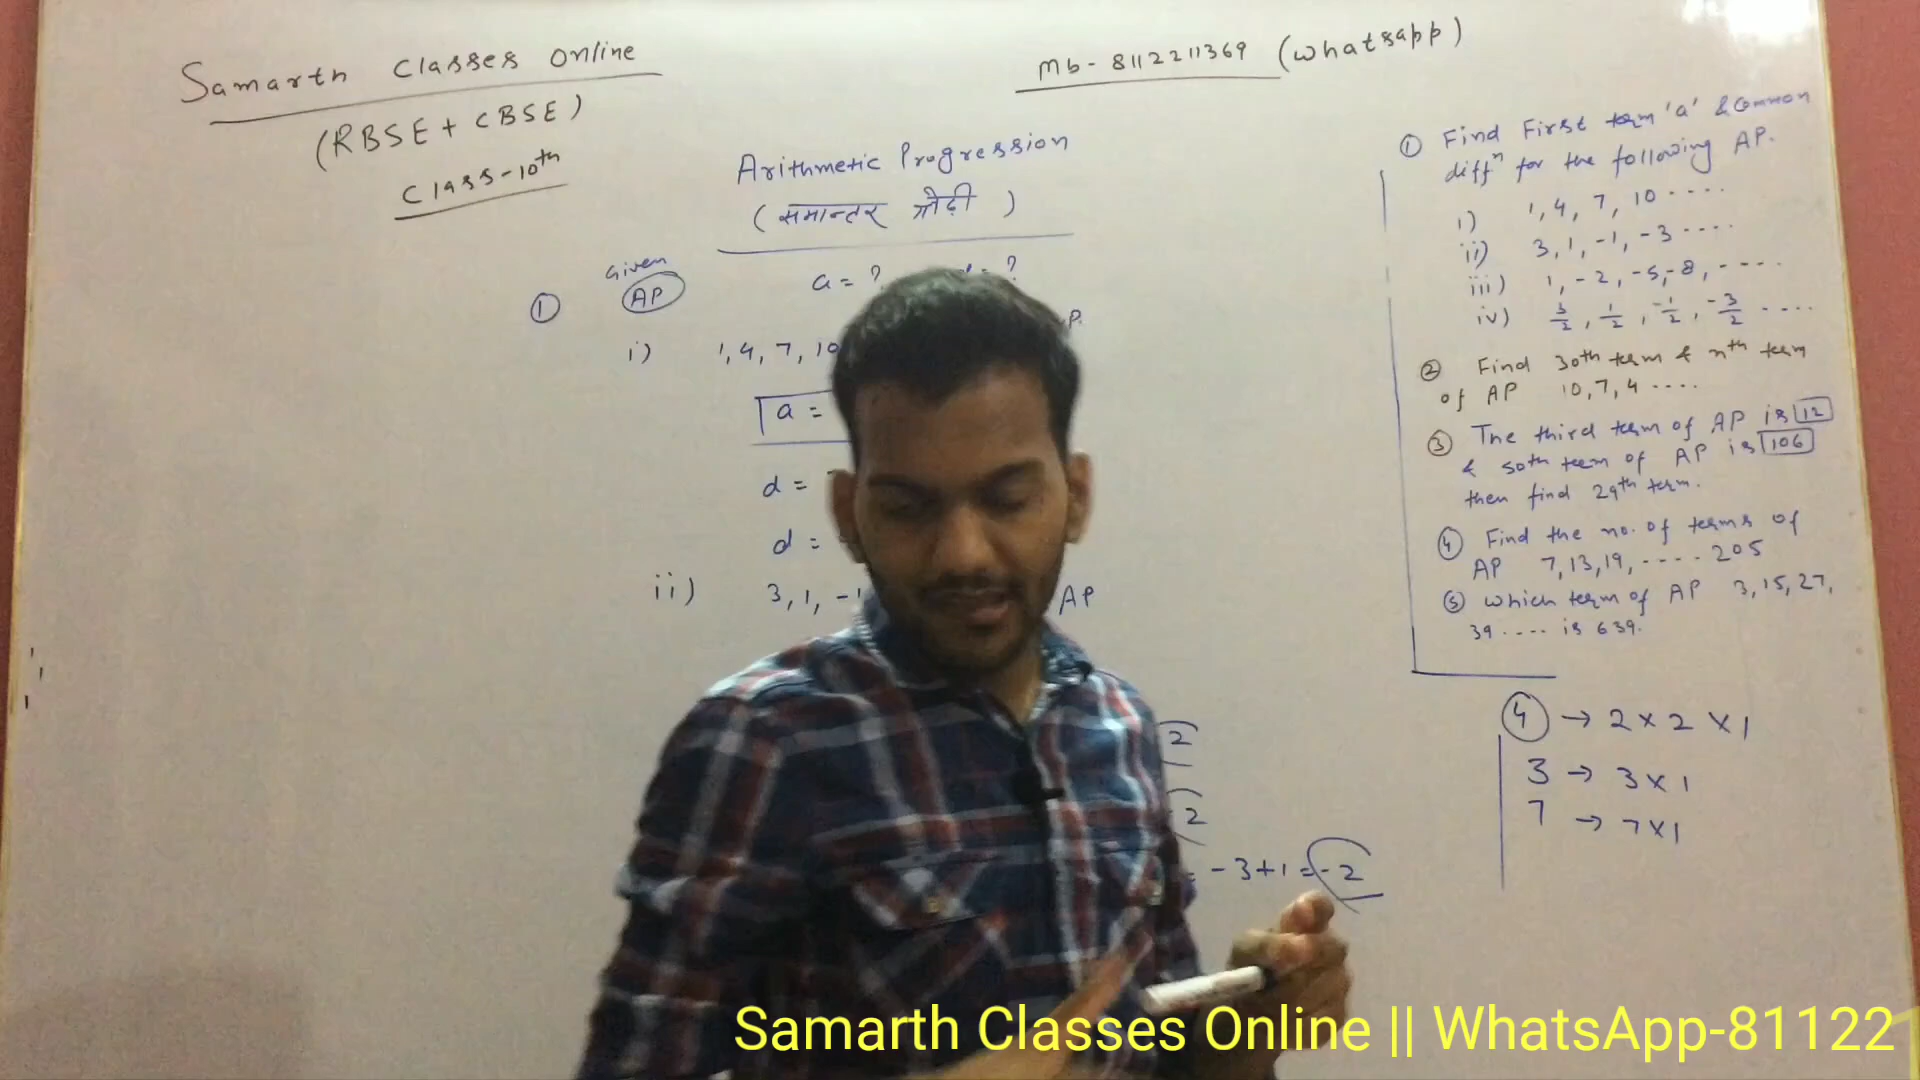 Samarth Classes Online
(RBSE + CBSE)
Class-10th
Mb- 8112211369 (whatsapp)
Arithmetic Progression
(समान्तर श्रेढ़ी)
Given
① AP a = ? = ?
P.
i) 1, 4, 7, 10
a =
d =
d =
ii) 3, 1, -1 AP
2
2
= -3+1 = -2
① Find First term 'a' & Common
diffⁿ for the following AP.
i) 1, 4, 7, 10 ....
ii) 3, 1, -1, -3 ....
iii) 1, -2, -5, -8, ....
iv) 3/2, 1/2, -1/2, -3/2 ....
② Find 30th term & nth term
of AP 10, 7, 4 ....
③ The third term of AP is 12
& 50th term of AP is 106
then find 29th term.
④ Find the no. of terms of
AP 7, 13, 19, ---- 205
⑤ which term of AP 3, 15, 27,
39 .... is 639.
④ → 2 × 2 × 1
3 → 3 × 1
7 → 7 × 1
Samarth Classes Online || WhatsApp-81122